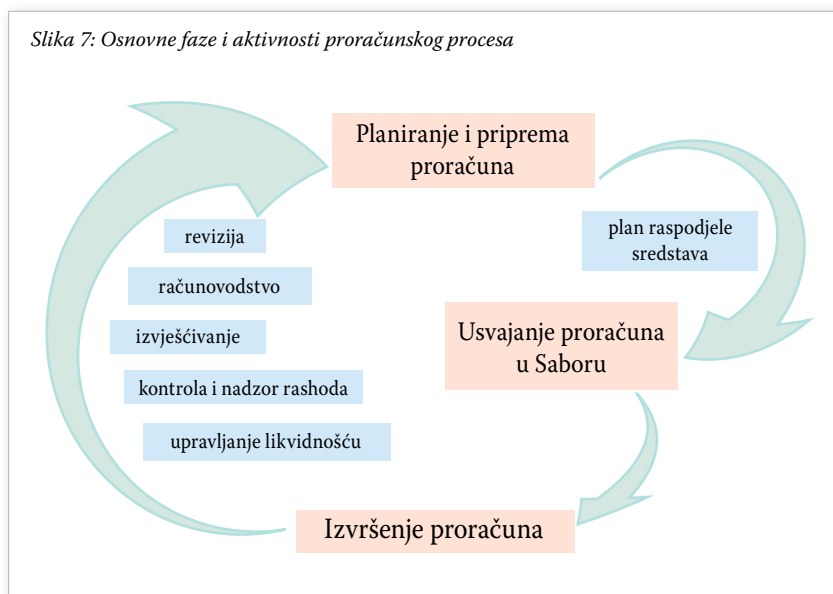 Slika 7: Osnovne faze i aktivnosti proračunskog procesa
Planiranje i priprema
proračuna
plan raspodjele
sredstava
Usvajanje proračuna
u Saboru
Izvršenje proračuna
revizija
računovodstvo
izvješćivanje
kontrola i nadzor rashoda
upravljanje likvidnošću